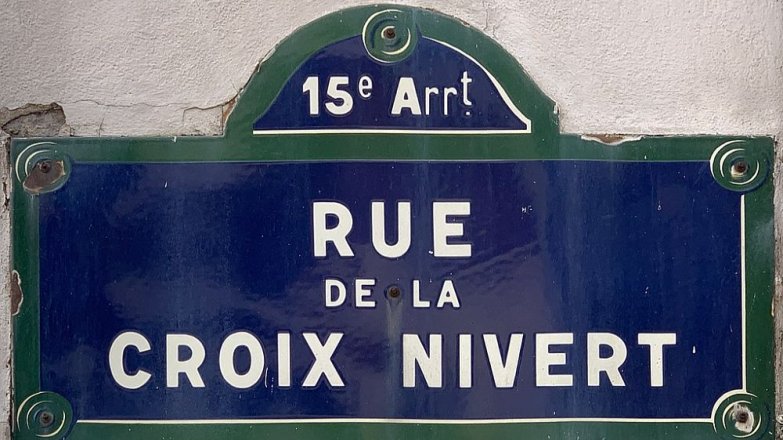 15e Arrt
RUE
DE LA
CROIX NIVERT